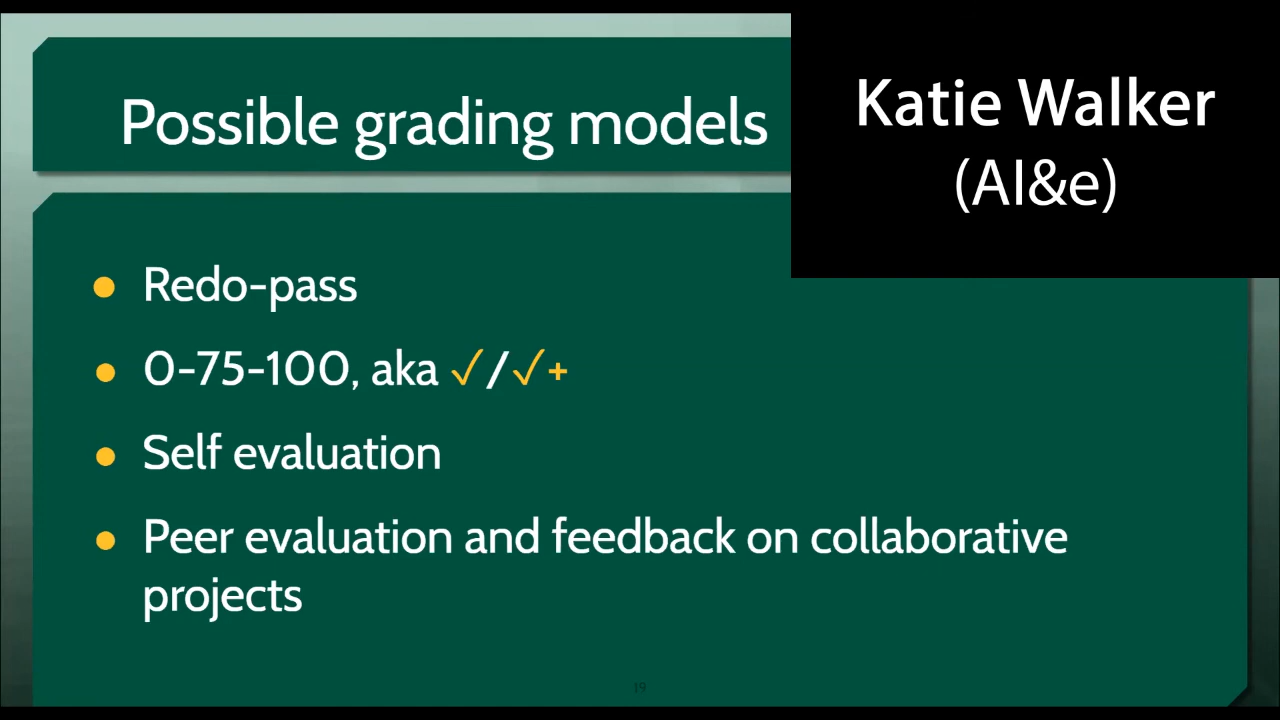 Possible grading models
Katie Walker
(AI&e)
Redo-pass
0-75-100, aka ✓/✓+
Self evaluation
Peer evaluation and feedback on collaborative
projects
19